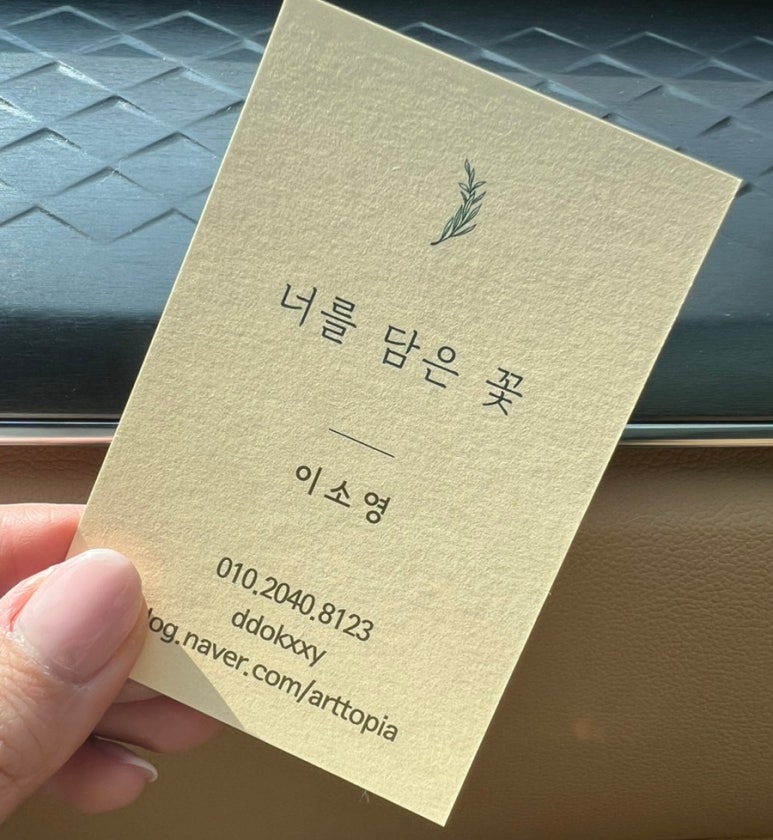 너를 담은 꽃
이소영
010.2040.8123
ddokxxy
log.naver.com/arttopia